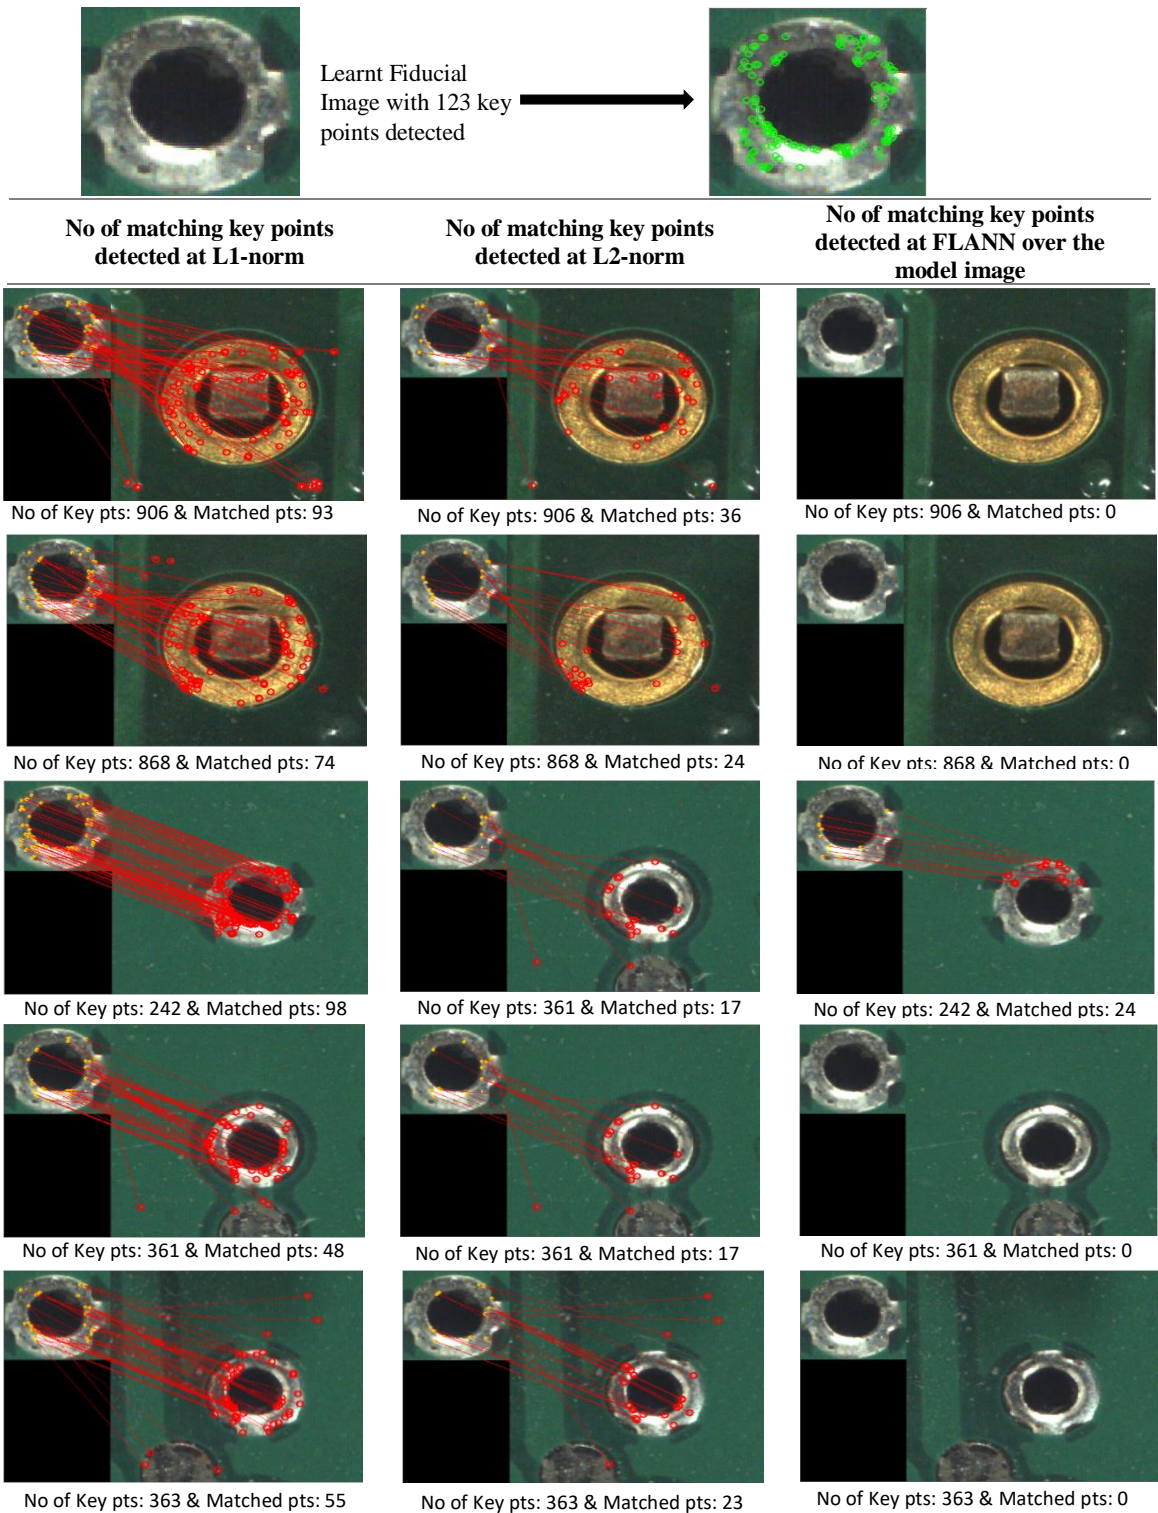 Learnt Fiducial
Image with 123 key
points detected
No of matching key points
detected at L1-norm
No of matching key points
detected at L2-norm
No of matching key points
detected at FLANN over the
model image
No of Key pts: 906 & Matched pts: 93
No of Key pts: 906 & Matched pts: 36
No of Key pts: 906 & Matched pts: 0
No of Key pts: 868 & Matched pts: 74
No of Key pts: 868 & Matched pts: 24
No of Key pts: 868 & Matched pts: 0
No of Key pts: 242 & Matched pts: 98
No of Key pts: 361 & Matched pts: 17
No of Key pts: 242 & Matched pts: 24
No of Key pts: 361 & Matched pts: 48
No of Key pts: 361 & Matched pts: 17
No of Key pts: 361 & Matched pts: 0
No of Key pts: 363 & Matched pts: 55
No of Key pts: 363 & Matched pts: 23
No of Key pts: 363 & Matched pts: 0